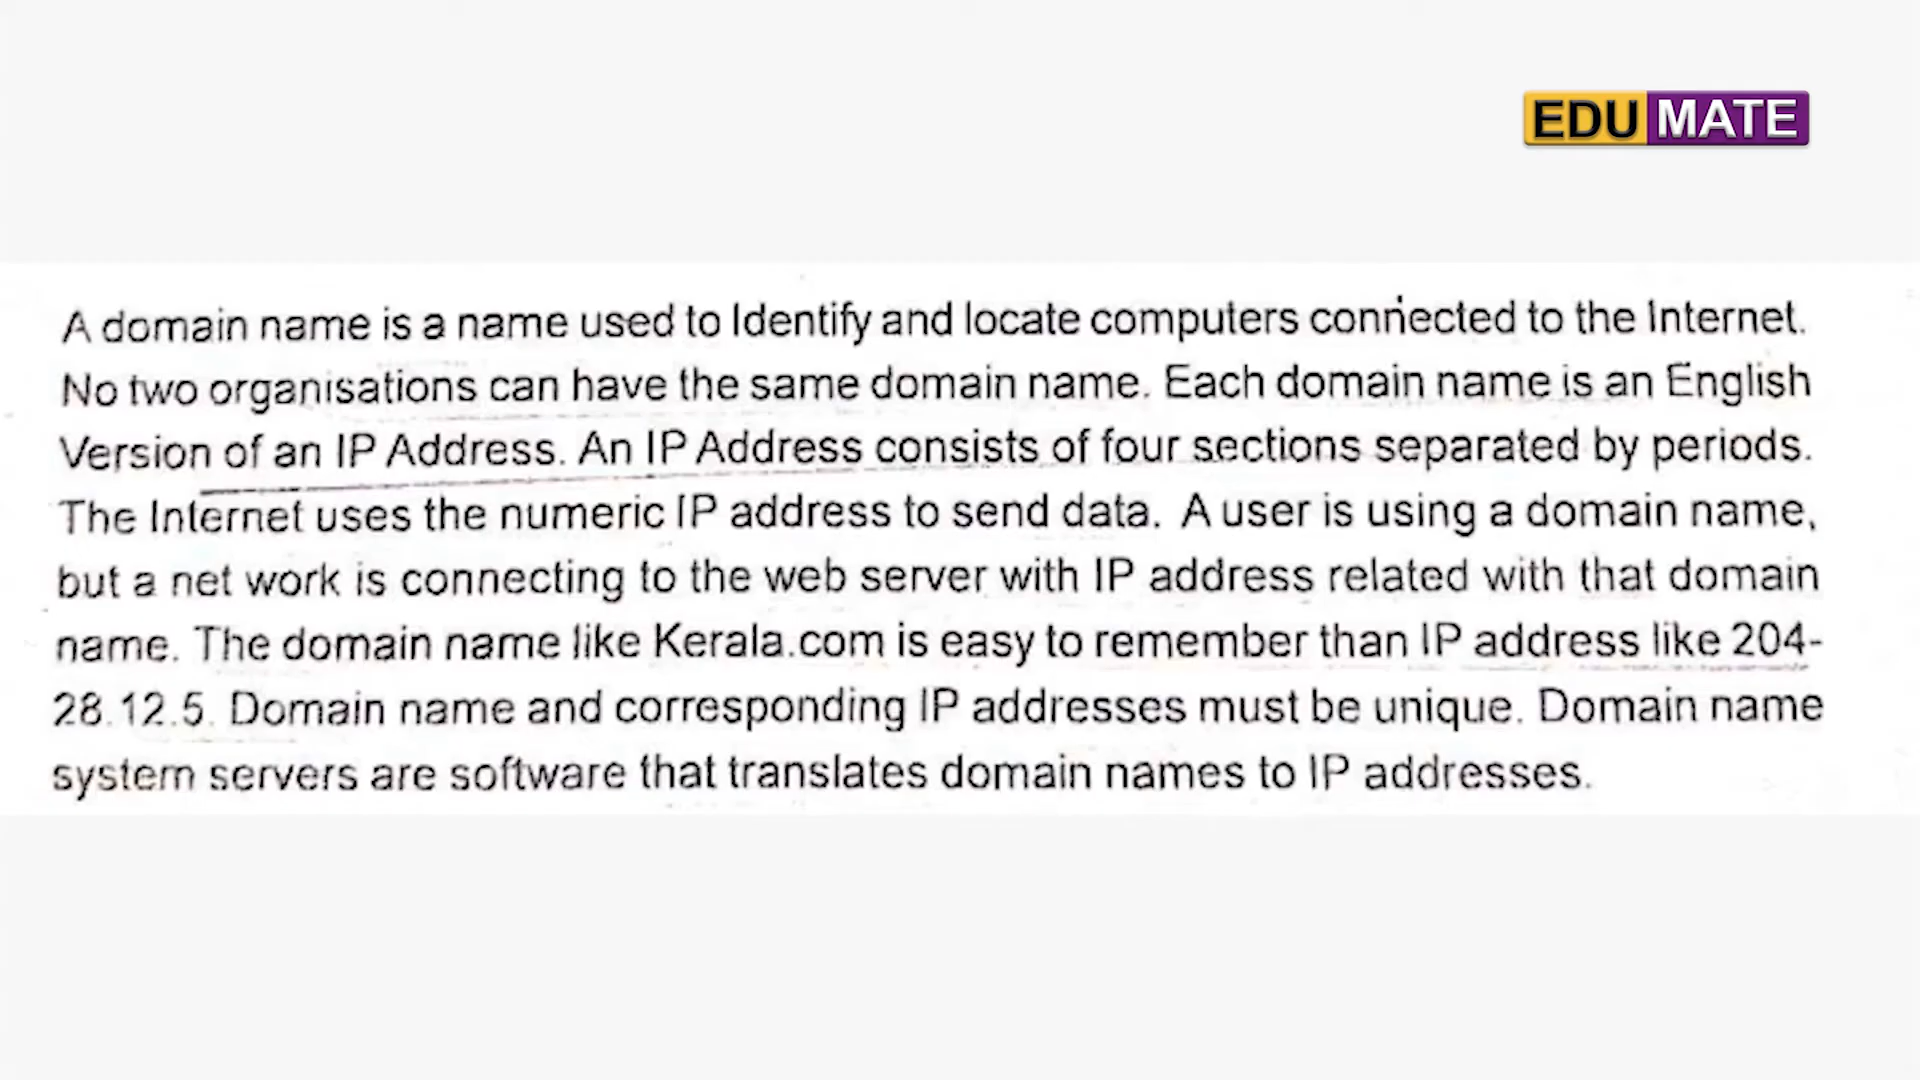 EDUMATE
A domain name is a name used to Identify and locate computers connected to the Internet.
No two organisations can have the same domain name. Each domain name is an English
Version of an IP Address. An IP Address consists of four sections separated by periods.
The Internet uses the numeric IP address to send data. A user is using a domain name,
but a net work is connecting to the web server with IP address related with that domain
name. The domain name like Kerala.com is easy to remember than IP address like 204-
28.12.5. Domain name and corresponding IP addresses must be unique. Domain name
system servers are software that translates domain names to IP addresses.